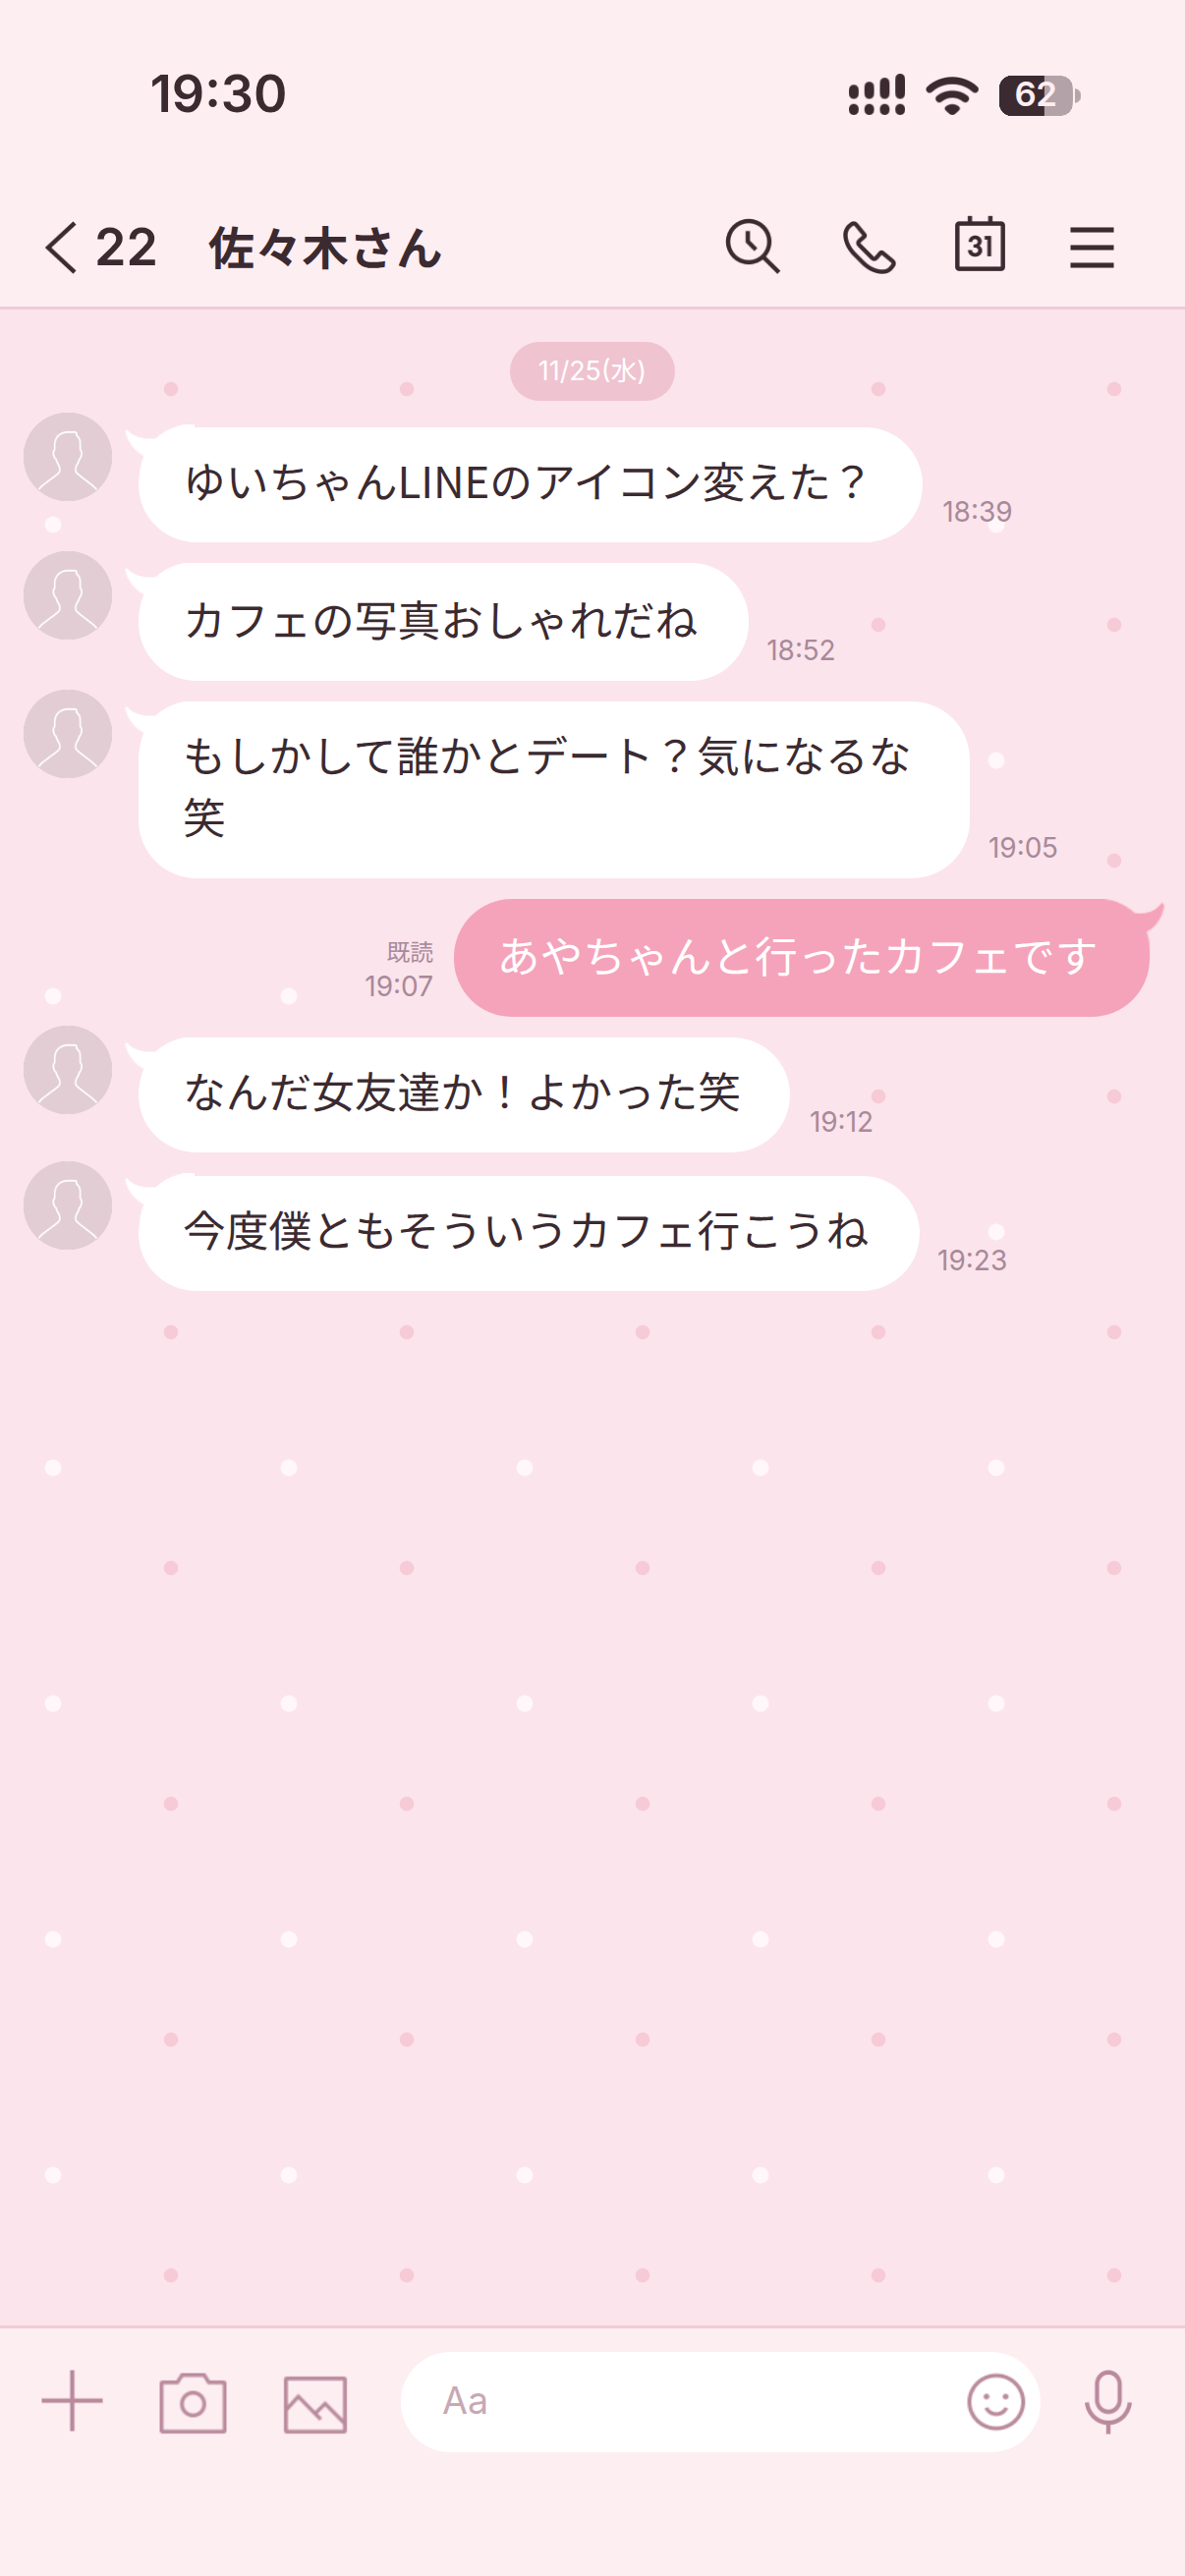 19:30
62
22 佐々木さん
31
11/25(水)
ゆいちゃんLINEのアイコン変えた？
18:39
カフェの写真おしゃれだね
18:52
もしかして誰かとデート？気になるな
笑
19:05
あやちゃんと行ったカフェです
既読
19:07
なんだ女友達か！よかった笑
19:12
今度僕ともそういうカフェ行こうね
19:23
Aa